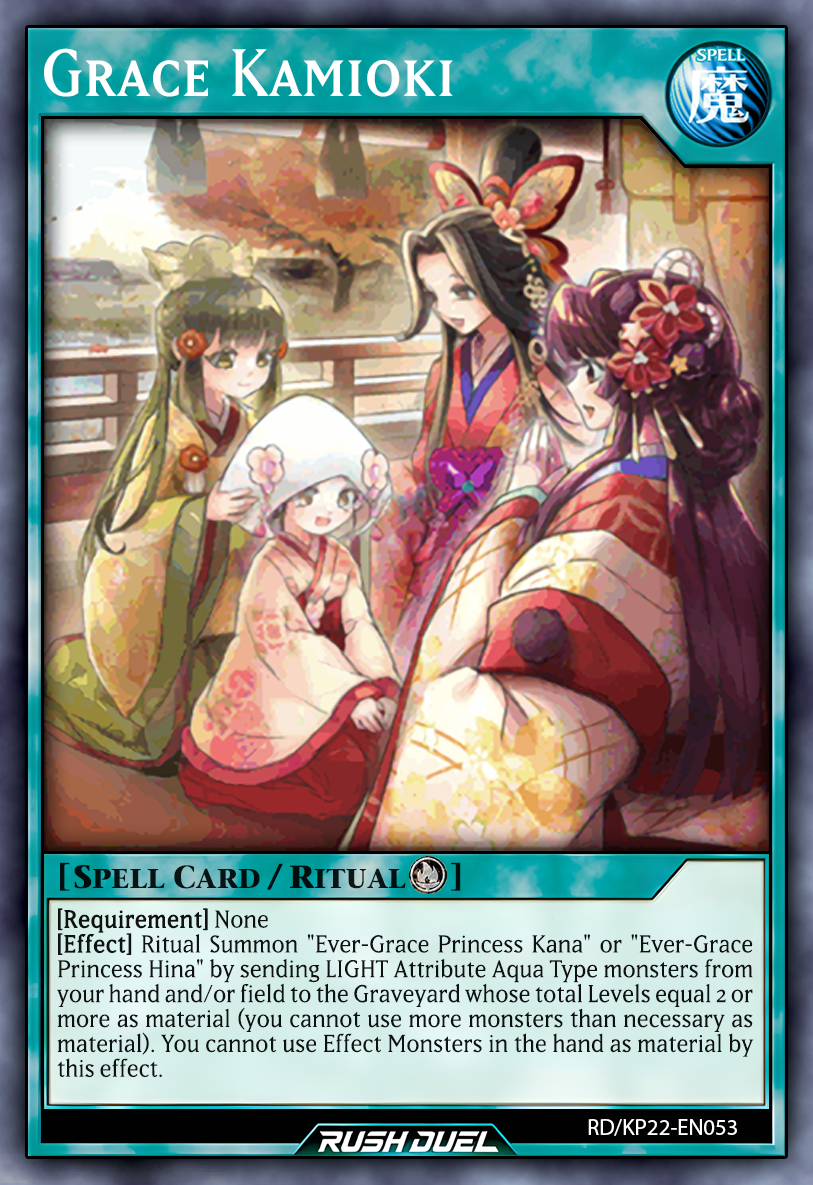 GRACE KAMIOKI
SPELL
魔
[SPELL CARD / RITUAL]
[Requirement] None
[Effect] Ritual Summon "Ever-Grace Princess Kana" or "Ever-Grace
Princess Hina" by sending LIGHT Attribute Aqua Type monsters from
your hand and/or field to the Graveyard whose total Levels equal 2 or
more as material (you cannot use more monsters than necessary as
material). You cannot use Effect Monsters in the hand as material by
this effect.
RD/KP22-EN053
RUSH DUEL